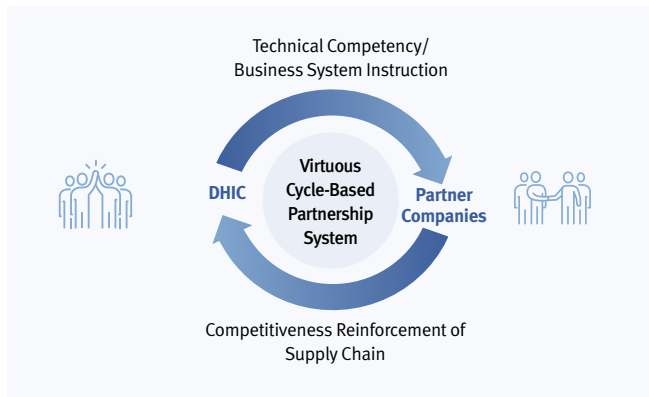 Technical Competency/
Business System Instruction
Virtuous
Cycle-Based
Partnership
System
DHIC
Partner
Companies
Competitiveness Reinforcement of
Supply Chain